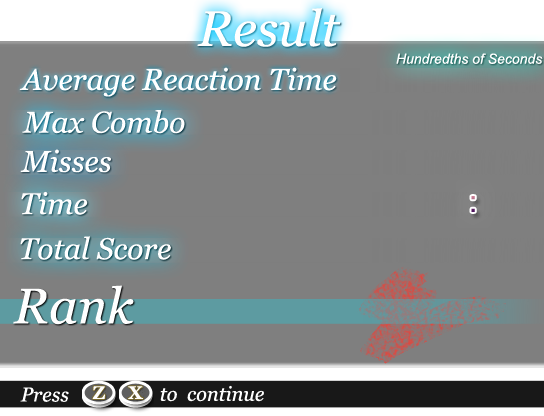 Result
Hundredths of Seconds
Average Reaction Time
Max Combo
Misses
Time :
Total Score
Rank
Press Z X to continue